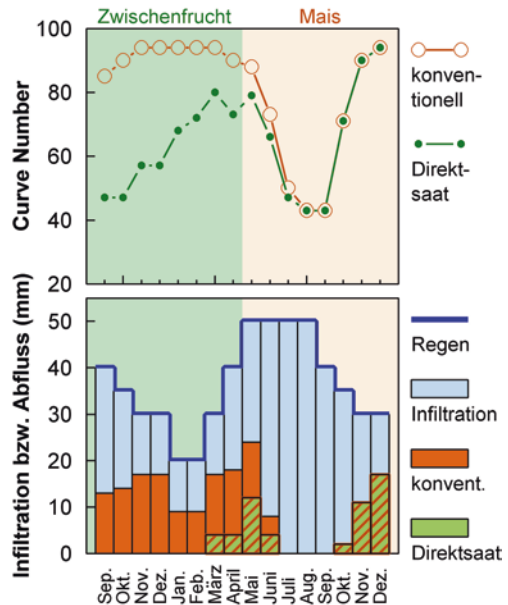 Zwischenfrucht
Mais
Curve Number
100
80
60
40
20
konven-
tionell
Direkt-
saat
Infiltration bzw. Abfluss (mm)
50
40
30
20
10
0
Regen
Infiltration
konvent.
Direktsaat
Sep.
Okt.
Nov.
Dez.
Jan.
Feb.
März
April
Mai
Juni
Juli
Aug.
Sep.
Okt.
Nov.
Dez.